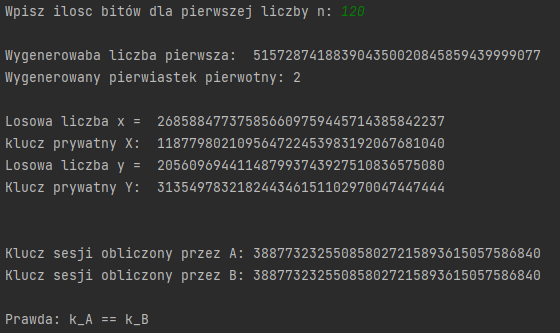 Wpisz ilosc bitów dla pierwszej liczby n: 120
Wygenerowaba liczba pierwsza:  515728741883904350020845859439999077
Wygenerowany pierwiastek pierwotny: 2
Losowa liczba x =  268588477375856609759445714385842237
klucz prywatny X:  118779802109564722453983192067681040
Losowa liczba y =  205609694411487993743927510836575080
Klucz prywatny Y:  313549783218244346151102970047447444
Klucz sesji obliczony przez A: 388773232550858027215893615057586840
Klucz sesji obliczony przez B: 388773232550858027215893615057586840
Prawda: k_A == k_B